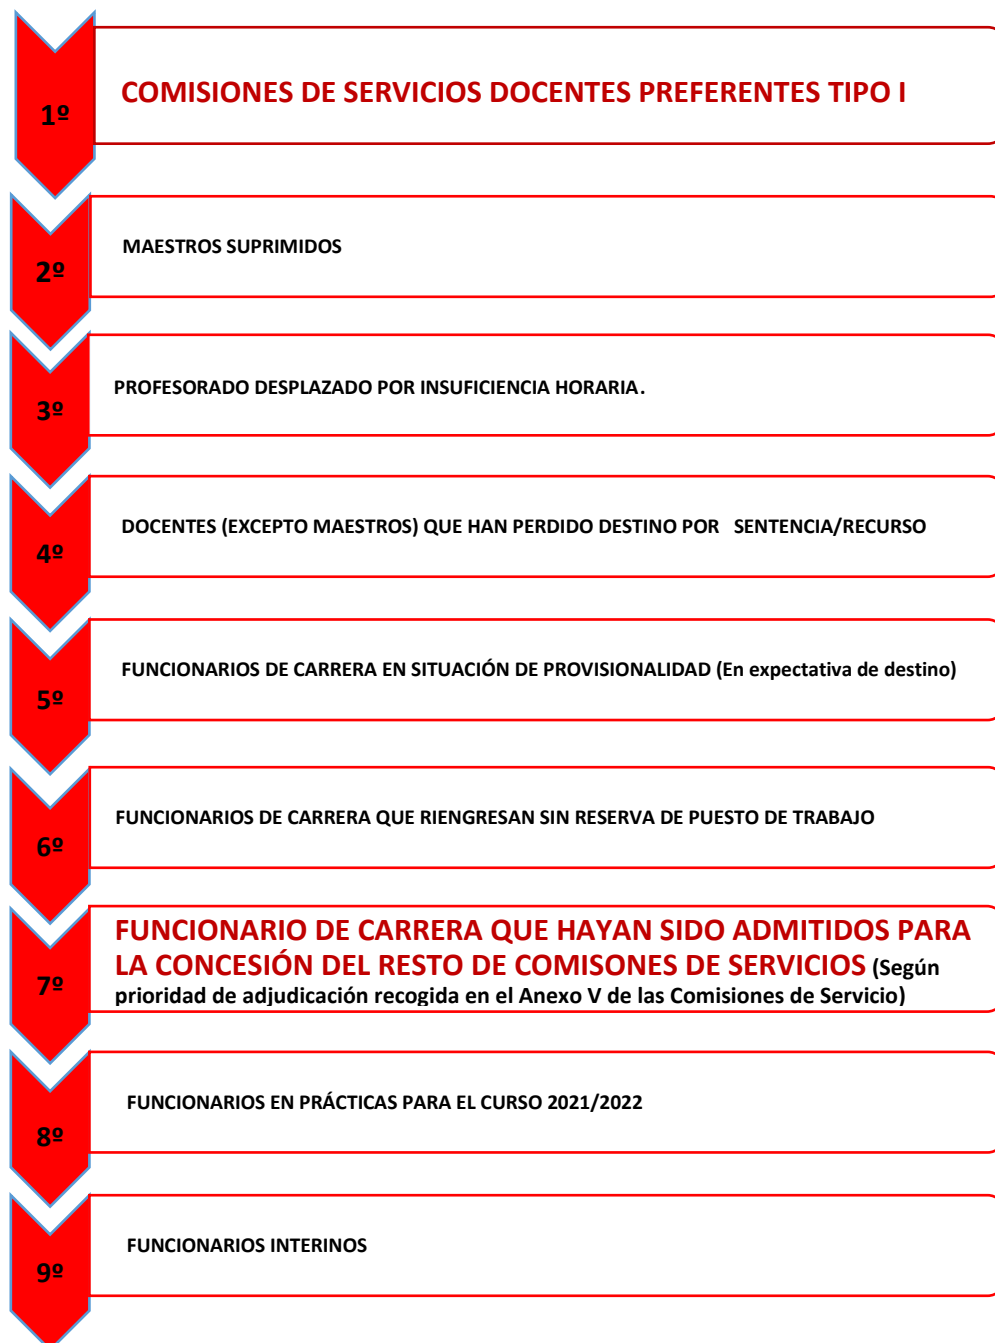 1º
COMISIONES DE SERVICIOS DOCENTES PREFERENTES TIPO I
2º
MAESTROS SUPRIMIDOS
3º
PROFESORADO DESPLAZADO POR INSUFICIENCIA HORARIA.
4º
DOCENTES (EXCEPTO MAESTROS) QUE HAN PERDIDO DESTINO POR SENTENCIA/RECURSO
5º
FUNCIONARIOS DE CARRERA EN SITUACIÓN DE PROVISIONALIDAD (En expectativa de destino)
6º
FUNCIONARIOS DE CARRERA QUE RIENGRESAN SIN RESERVA DE PUESTO DE TRABAJO
7º
FUNCIONARIO DE CARRERA QUE HAYAN SIDO ADMITIDOS PARA
LA CONCESIÓN DEL RESTO DE COMISONES DE SERVICIOS (Según
prioridad de adjudicación recogida en el Anexo V de las Comisiones de Servicio)
8º
FUNCIONARIOS EN PRÁCTICAS PARA EL CURSO 2021/2022
9º
FUNCIONARIOS INTERINOS